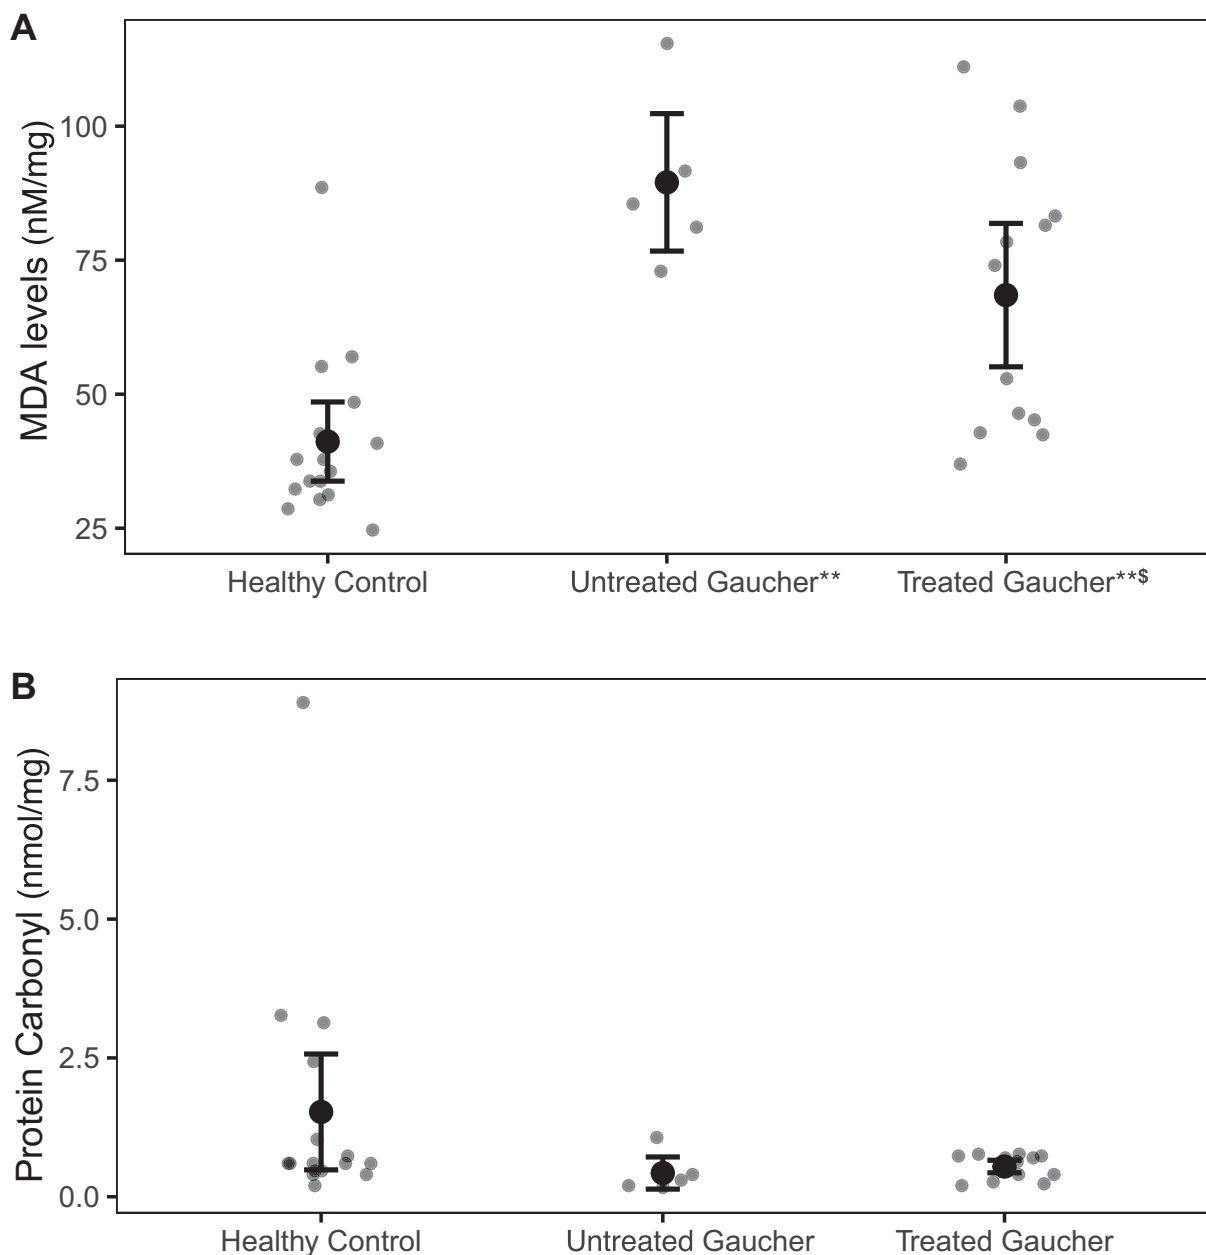 A
MDA levels (nM/mg)
100
75
50
25
Healthy Control
Untreated Gaucher**
Treated Gaucher**$
B
Protein Carbonyl (nmol/mg)
7.5
5.0
2.5
0.0
Healthy Control
Untreated Gaucher
Treated Gaucher